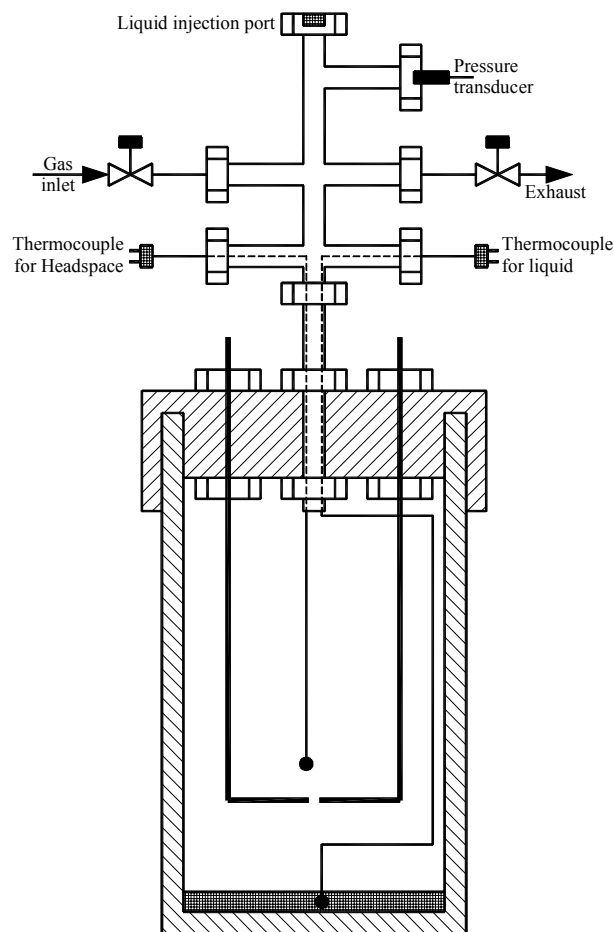 Liquid injection port
Pressure
transducer
Gas
inlet
Exhaust
Thermocouple
for Headspace
Thermocouple
for liquid